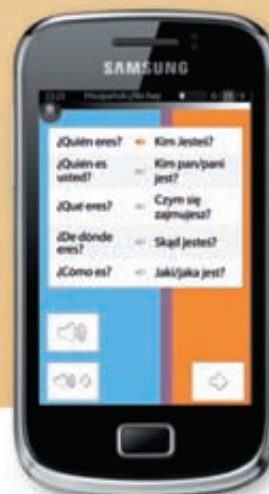 SAMSUNG
¿Quién eres? Kim Jesteś?
¿Quién es usted? Kim pan/pani jest?
¿Qué eres? Czym się zajmujesz?
¿De dónde eres? Skąd jesteś?
¿Cómo es? Jaki/jaka jest?